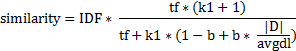 similarity = IDF * tf * (k1 + 1) / tf + k1 * (1 − b + b * |D| / avgdl)